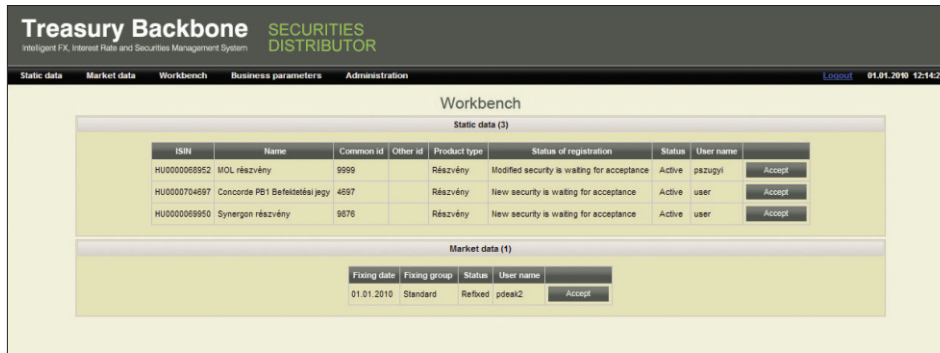 Treasury Backbone SECURITIES
Intelligent FX, Interest Rate and Securities Management System DISTRIBUTOR
Static data Market data Workbench Business parameters Administration Logout 01.01.2010 12:14:2
Workbench
Static data (3)
ISIN Name Common id Other id Product type Status of registration Status User name
HU0000068952 MOL részvény 9999 Részvény Modified security is waiting for acceptance Active pszugyi Accept
HU0000704697 Concorde PB1 Befektetési jegy 4697 Részvény New security is waiting for acceptance Active user Accept
HU0000069950 Synergon részvény 9876 Részvény New security is waiting for acceptance Active user Accept
Market data (1)
Fixing date Fixing group Status User name
01.01.2010 Standard Refixed pdeak2 Accept